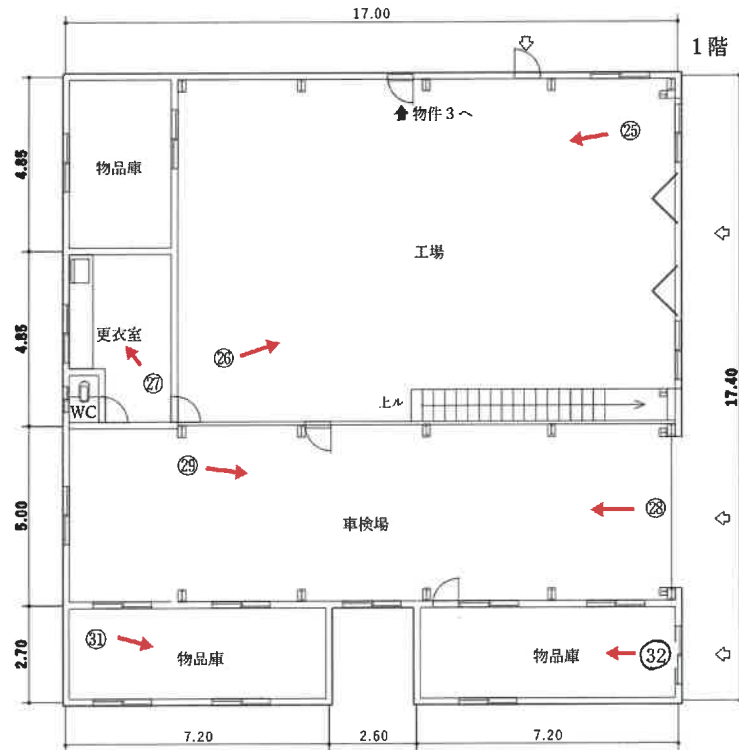 17.00
1階
物件3へ
㉕
4.85
物品庫
工場
4.85
更衣室
㉖
㉗
17.40
WC
上ル
㉙
㉘
5.00
車検場
㉛
物品庫
物品庫
㉜
2.70
7.20
2.60
7.20